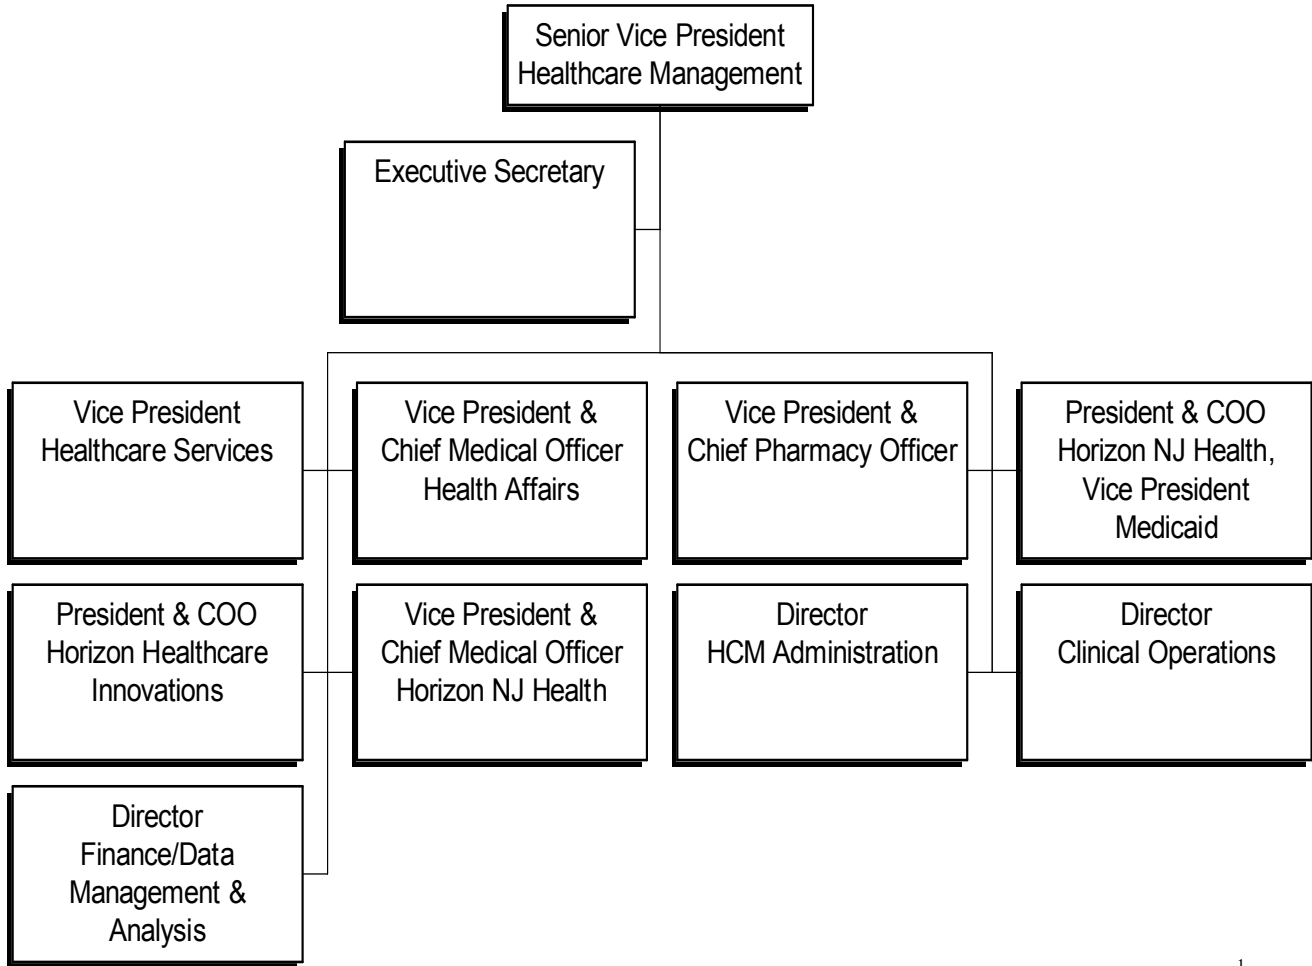 Senior Vice President
Healthcare Management
Executive Secretary
Vice President
Healthcare Services
Vice President &
Chief Medical Officer
Health Affairs
Vice President &
Chief Pharmacy Officer
President & COO
Horizon NJ Health,
Vice President
Medicaid
President & COO
Horizon Healthcare
Innovations
Vice President &
Chief Medical Officer
Horizon NJ Health
Director
HCM Administration
Director
Clinical Operations
Director
Finance/Data
Management &
Analysis
1